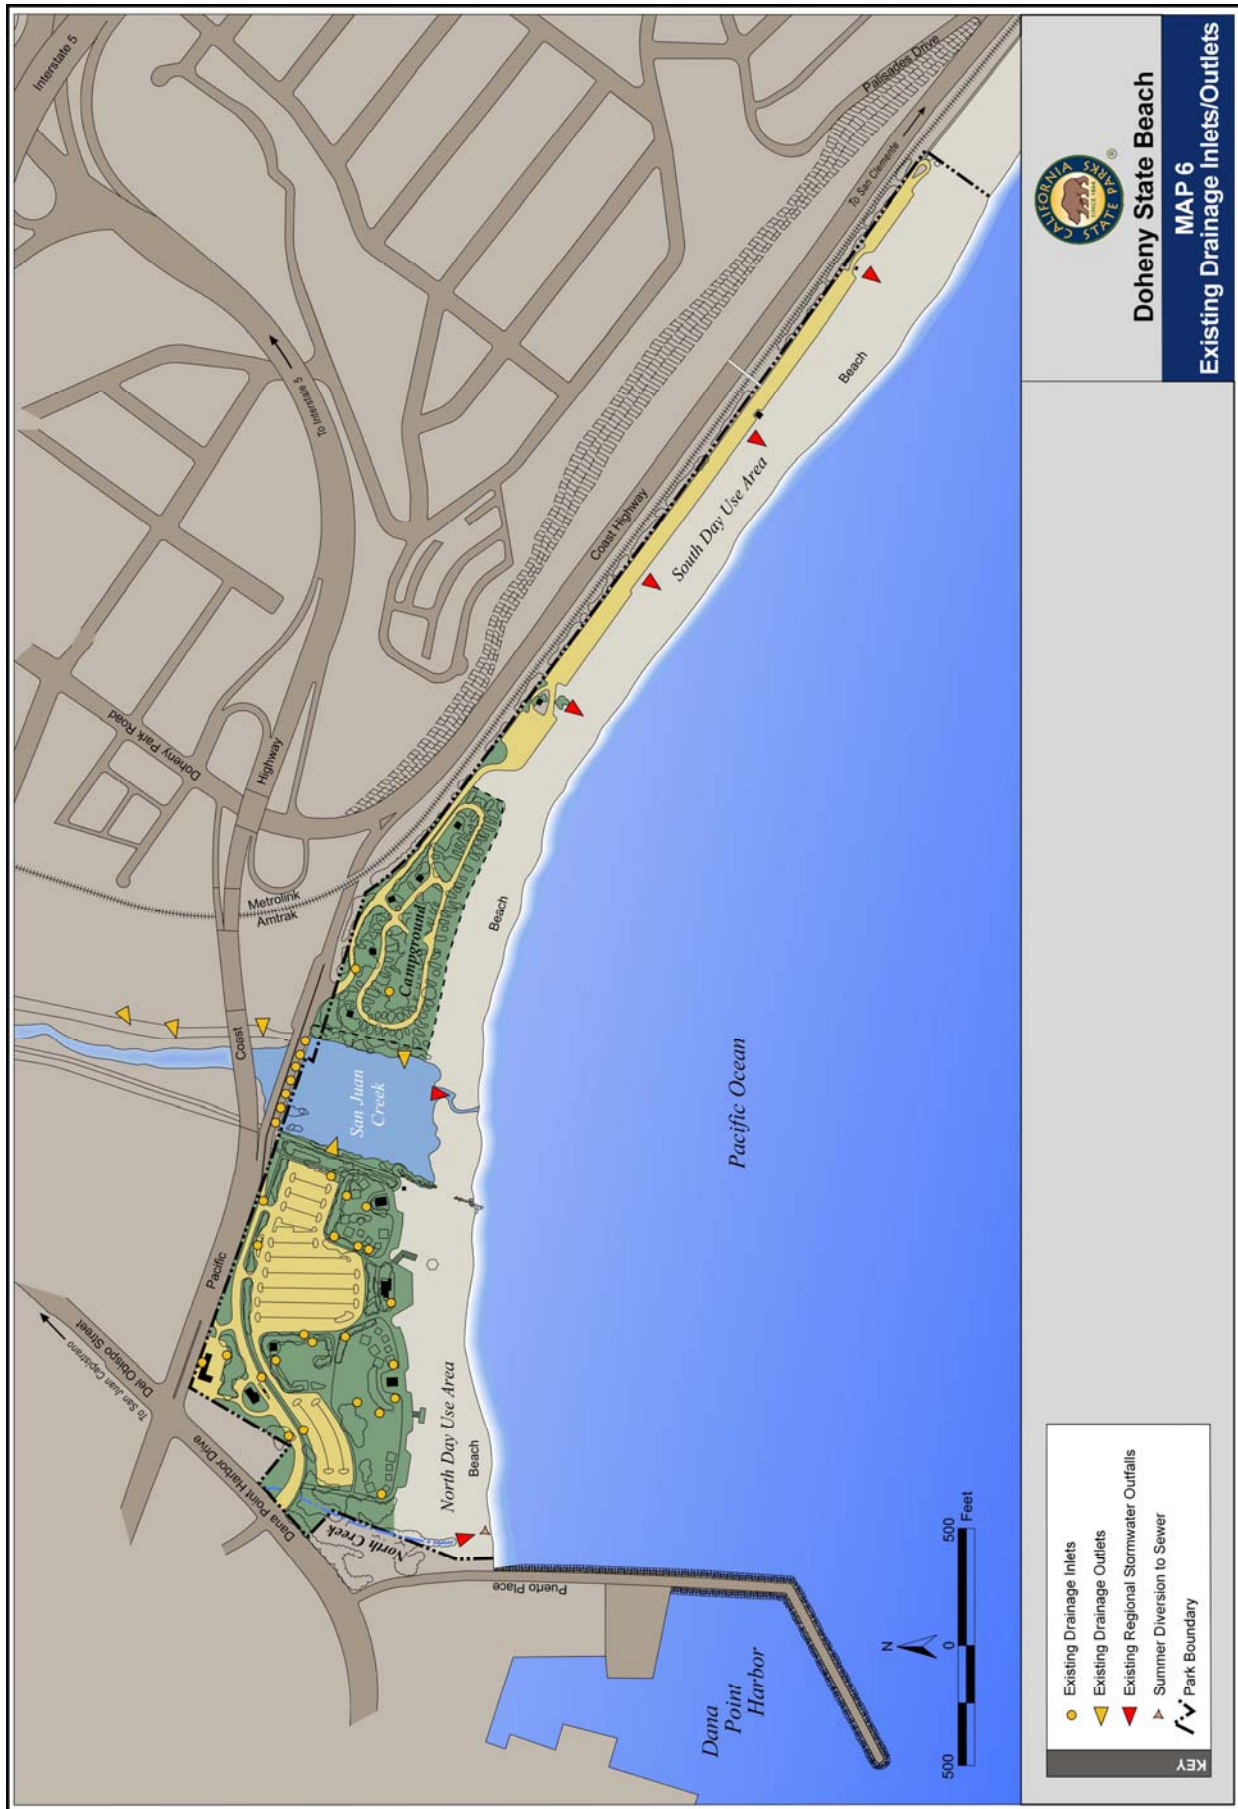 Interstate 5
Palisades Drive
To San Clemente
To Interstate 5
Coast Highway
Doheny Park Road
Highway
Metrolink
Amtrak
Coast
Pacific
Del Obispo Street
To San Juan Capistrano
Dana Point Harbor Drive
North Creek
Puerto Place
Campground
San Juan
Creek
North Day Use Area
Beach
Beach
South Day Use Area
Beach
Pacific Ocean
Dana
Point
Harbor
N
500
0
500
Feet
KEY
Existing Drainage Inlets
Existing Drainage Outlets
Existing Regional Stormwater Outfalls
Summer Diversion to Sewer
Park Boundary
CALIFORNIA
STATE PARKS
SINCE 1864
®
Doheny State Beach
MAP 6
Existing Drainage Inlets/Outlets